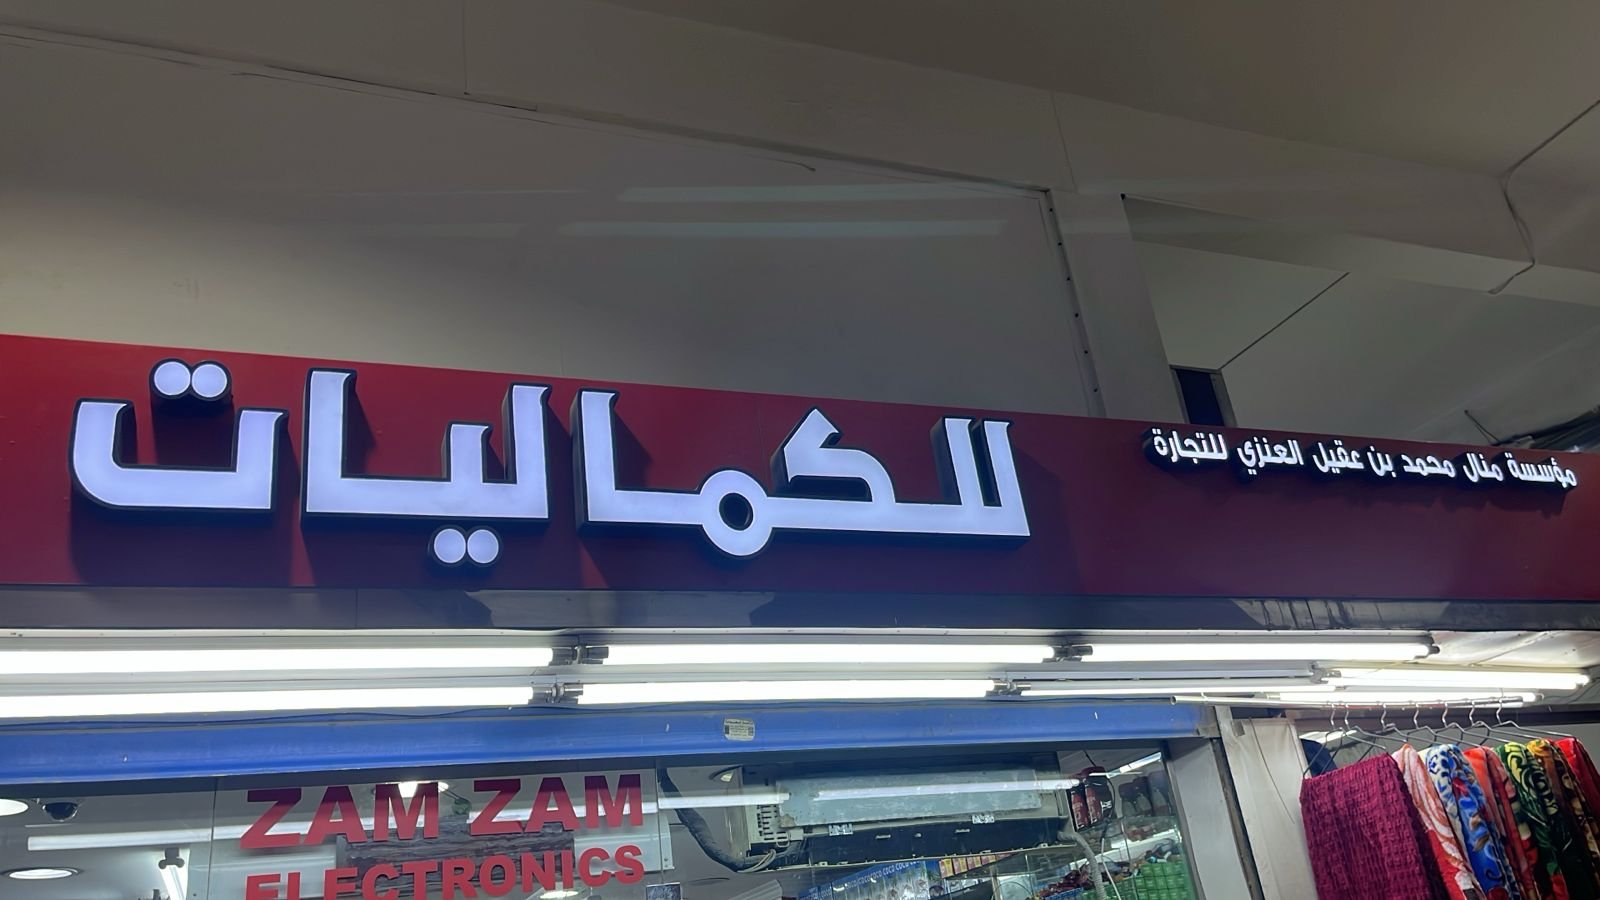 مؤسسة منال محمد بن عقيل العنزي للتجارة
للكماليات
ZAM ZAM
ELECTRONICS